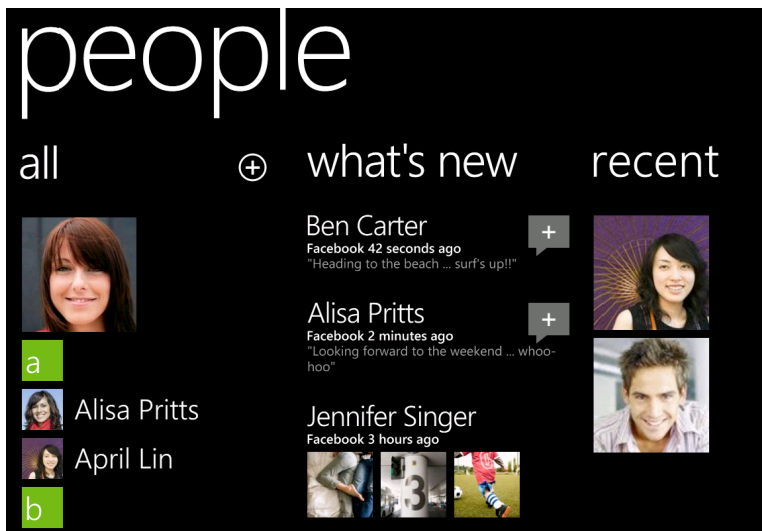 people
all
a
Alisa Pritts
April Lin
b
what's new
Ben Carter
Facebook 42 seconds ago
"Heading to the beach ... surf's up!!"
Alisa Pritts
Facebook 2 minutes ago
"Looking forward to the weekend ... whoo-
hoo"
Jennifer Singer
Facebook 3 hours ago
3
recent